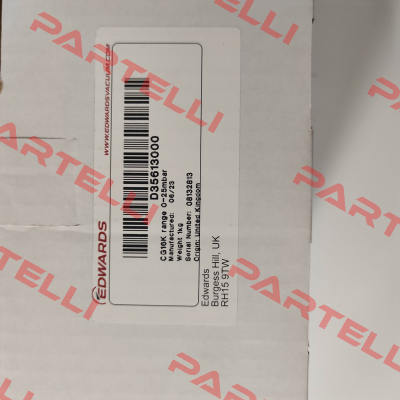 EDWARDS
WWW.EDWARDSVACUUM.COM
D35613000
CG16K range 0-25mbar
Manufactured: 06/23
Weight 1kg
Serial Number: 08132813
Origin: United Kingdom
Edwards
Burgess Hill, UK
RH15 9TW
PARTELLI
PARTELLI
PARTELLI
PARTELLI
PARTELLI